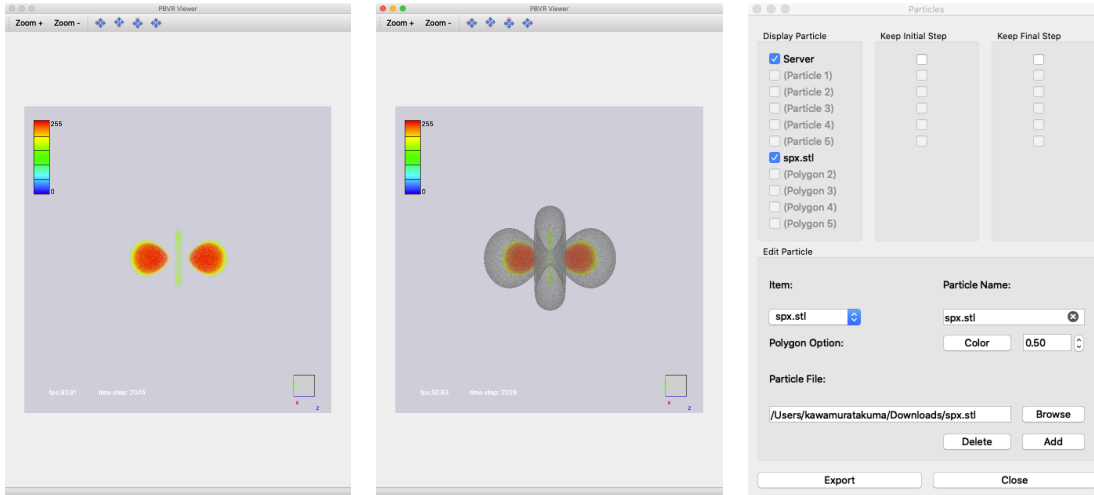 PBVR Viewer
Zoom + Zoom -
255
0
fps:90.91 time step: 2045
X
Z
PBVR Viewer
Zoom + Zoom -
255
0
fps:52.63 time step: 2039
X
Z
Particles
Display Particle Keep Initial Step Keep Final Step
Server
(Particle 1)
(Particle 2)
(Particle 3)
(Particle 4)
(Particle 5)
spx.stl
(Polygon 2)
(Polygon 3)
(Polygon 4)
(Polygon 5)
Edit Particle
Item: Particle Name:
spx.stl spx.stl
Polygon Option: Color 0.50
Particle File:
/Users/kawamuratakuma/Downloads/spx.stl Browse
Delete Add
Export Close